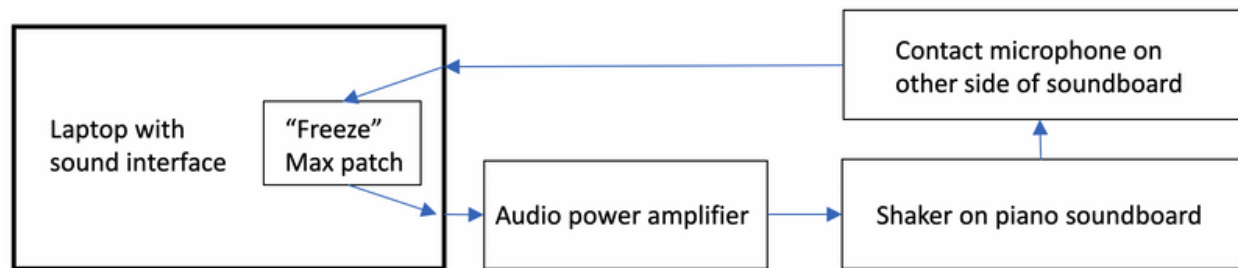 Laptop with
sound interface
“Freeze”
Max patch
Audio power amplifier
Shaker on piano soundboard
Contact microphone on
other side of soundboard